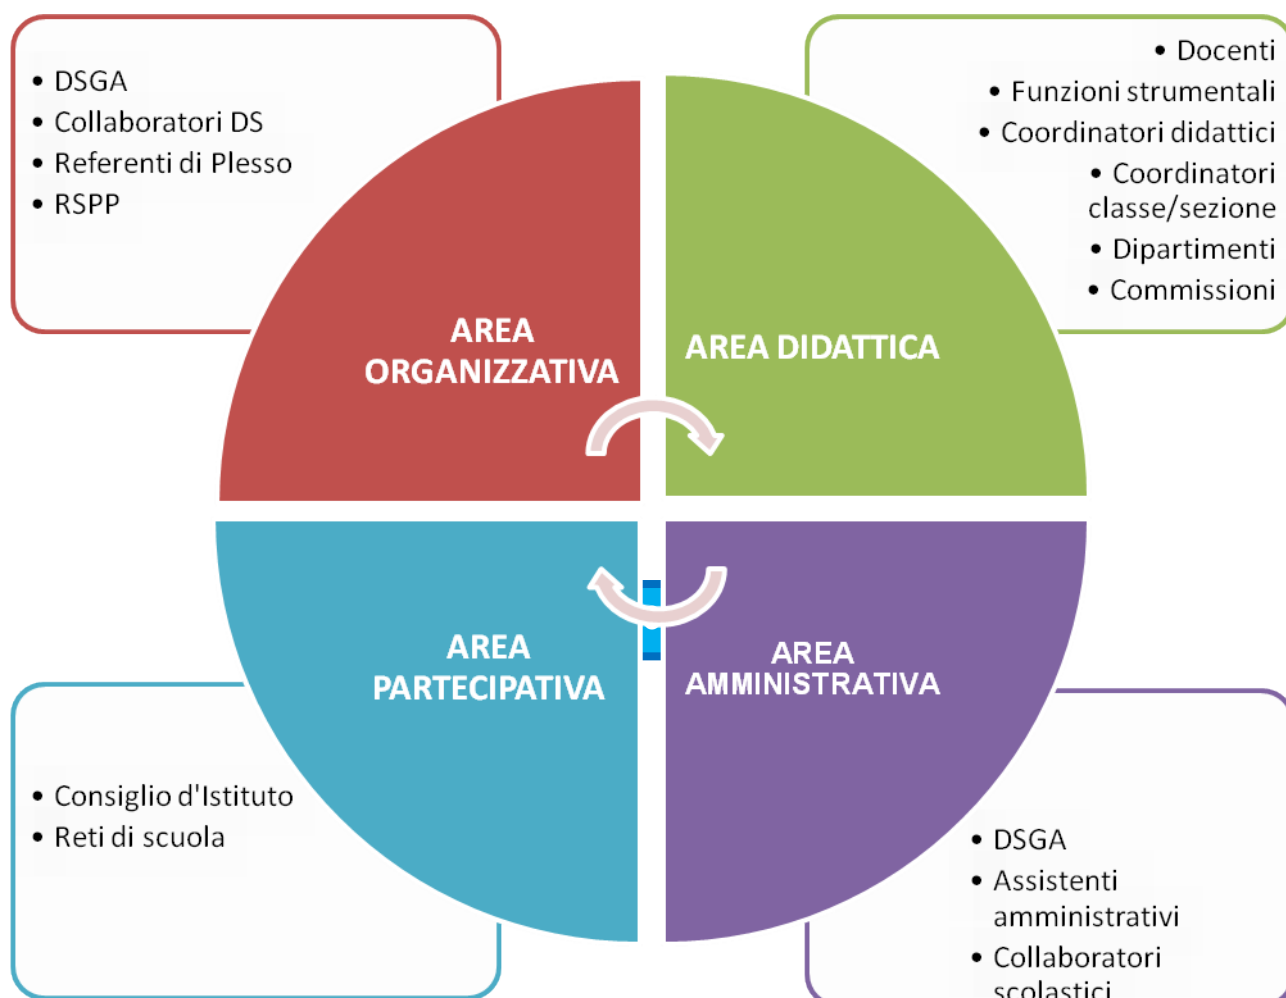 • DSGA
• Collaboratori DS
• Referenti di Plesso
• RSPP
• Docenti
• Funzioni strumentali
• Coordinatori didattici
• Coordinatori
classe/sezione
• Dipartimenti
• Commissioni
AREA
ORGANIZZATIVA
AREA DIDATTICA
AREA
PARTECIPATIVA
AREA
AMMINISTRATIVA
• Consiglio d'Istituto
• Reti di scuola
• DSGA
• Assistenti
amministrativi
• Collaboratori
scolastici